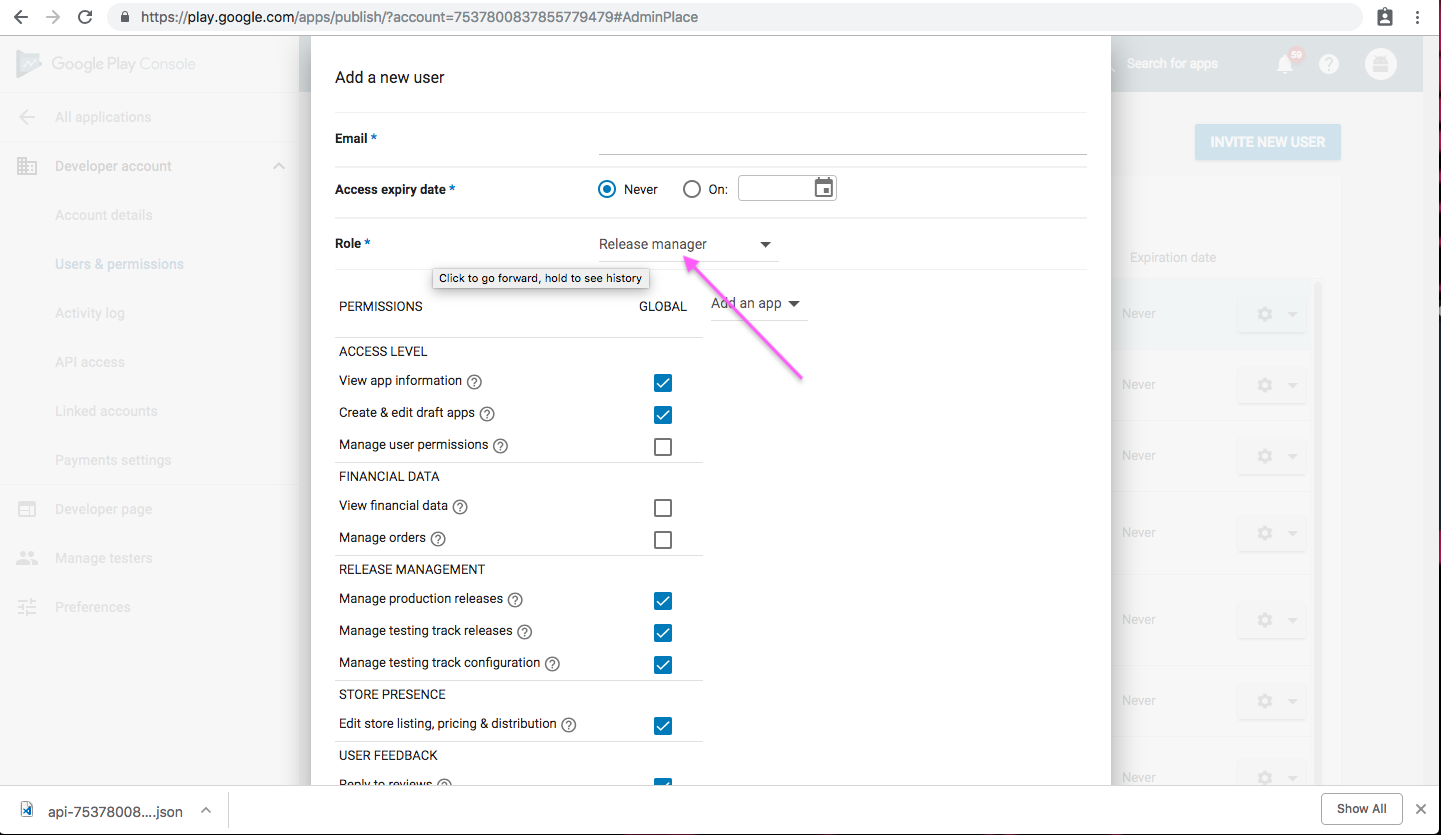 https://play.google.com/apps/publish/?account=7537800837855779479#AdminPlace
Google Play Console
Search for apps
59
All applications
Developer account
Account details
Users & permissions
Activity log
API access
Linked accounts
Payments settings
Developer page
Manage testers
Preferences
INVITE NEW USER
Expiration date
Never
Never
Never
Never
Never
Never
Never
Add a new user
Email *
Access expiry date *
Never
On:
Role *
Release manager
Click to go forward, hold to see history
PERMISSIONS
GLOBAL
Add an app
ACCESS LEVEL
View app information
Create & edit draft apps
Manage user permissions
FINANCIAL DATA
View financial data
Manage orders
RELEASE MANAGEMENT
Manage production releases
Manage testing track releases
Manage testing track configuration
STORE PRESENCE
Edit store listing, pricing & distribution
USER FEEDBACK
Reply to reviews
api-75378008....json
Show All